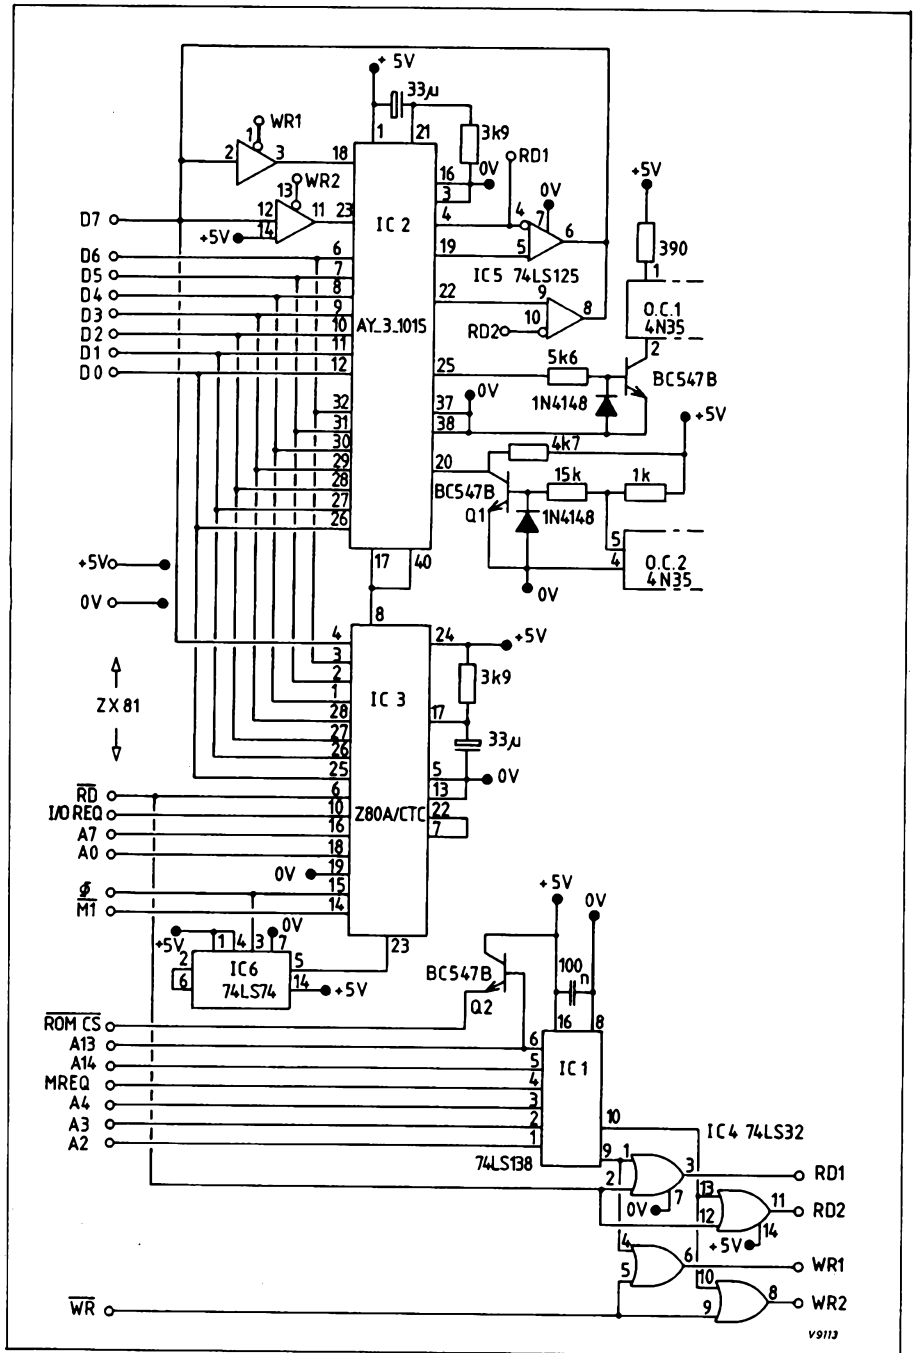 + 5V
33µ
WR1
1
2
3
18
1
21
3k9
RD1
0V
16
3
0V
+5V
13
WR2
12
11
23
14
+5V
D7
IC 2
4
4
7
6
19
5
IC5 74LS125
390
1
D6
6
D5
7
D4
8
D3
9
D2
10
D1
11
D0
12
AY_3_1015
22
9
10
8
RD2
O.C.1
4N35
2
25
5k6
BC547B
0V
1N4148
+5V
37
38
32
31
30
29
28
27
26
4k7
20
BC547B
15k
1k
Q1
1N4148
5
4
O.C.2
4N35
0V
17
40
+5V
0V
8
4
24
+5V
3
2
1
28
27
26
25
IC 3
3k9
17
33µ
ZX81
5
0V
13
22
7
Z80A/CTC
R̅D̅
6
I/O REQ
10
A7
16
A0
18
0V
19
ϕ
15
M̅1̅
14
23
+5V
1
4
3
7
0V
2
6
IC6
74LS74
5
14
+5V
+5V
0V
BC547B
Q2
100
n
16
8
R̅O̅M̅ C̅S̅
A13
6
A14
5
MREQ
4
A4
3
A3
2
A2
1
IC 1
74LS138
10
IC4 74LS32
9
1
2
3
RD1
7
0V
13
12
11
RD2
14
+5V
4
5
6
WR1
10
9
8
WR2
W̅R̅
V9113